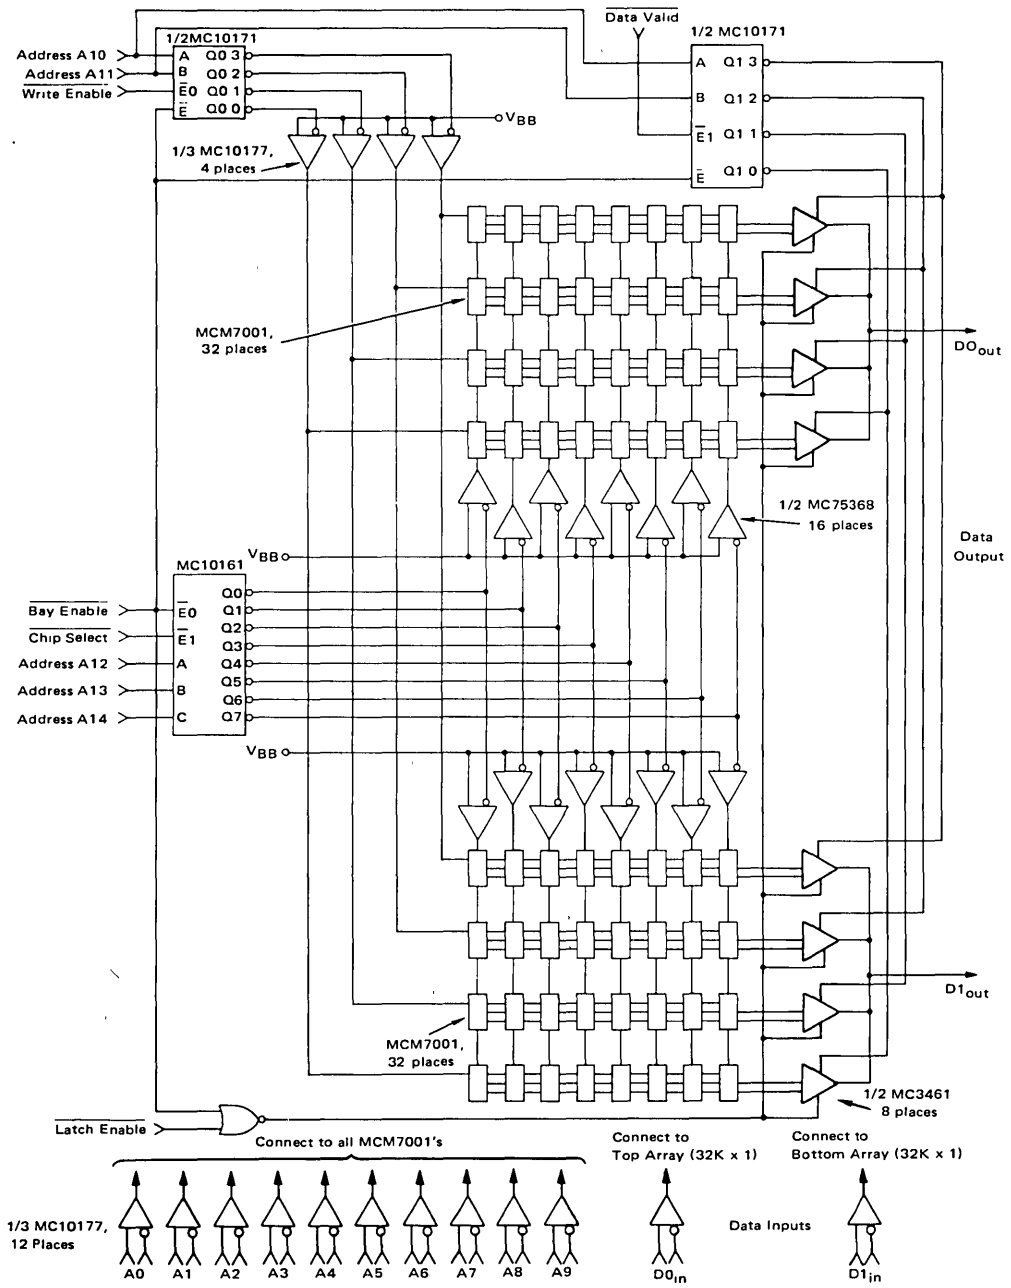 Data Valid
1/2MC10171
1/2 MC10171
Address A10
Address A11
Write Enable
A
B
E0
E
Q0 3
Q0 2
Q0 1
Q0 0
A
B
E1
E
Q1 3
Q1 2
Q1 1
Q1 0
VBB
1/3 MC10177,
4 places
MCM7001,
32 places
DOout
1/2 MC75368
16 places
Data
Output
VBB
MC10161
Bay Enable
Chip Select
Address A12
Address A13
Address A14
E0
E1
A
B
C
Q0
Q1
Q2
Q3
Q4
Q5
Q6
Q7
VBB
D1out
MCM7001,
32 places
1/2 MC3461
8 places
Latch Enable
Connect to all MCM7001's
Connect to
Top Array (32K x 1)
Connect to
Bottom Array (32K x 1)
1/3 MC10177,
12 Places
Data Inputs
A0
A1
A2
A3
A4
A5
A6
A7
A8
A9
D0in
D1in